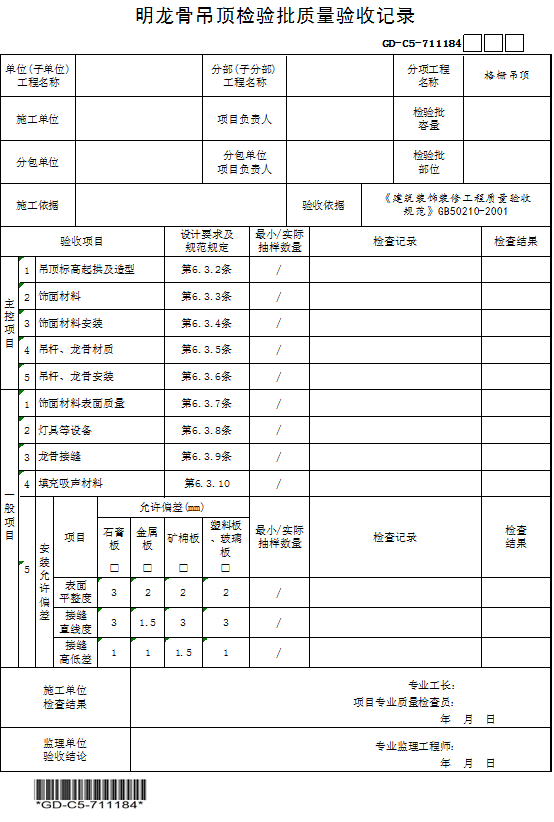 明龙骨吊顶检验批质量验收记录
GD-C5-711184
单位(子单位)
工程名称
分部(子分部)
工程名称
分项工程
名称
格栅吊顶
施工单位
项目负责人
检验批
容量
分包单位
分包单位
项目负责人
检验批
部位
施工依据
验收依据
《建筑装饰装修工程质量验收
规范》GB50210-2001
验收项目
设计要求及
规范规定
最小/实际
抽样数量
检查记录
检查结果
主控项目
1 吊顶标高起拱及造型 第6.3.2条 /
2 饰面材料 第6.3.3条 /
3 饰面材料安装 第6.3.4条 /
4 吊杆、龙骨材质 第6.3.5条 /
5 吊杆、龙骨安装 第6.3.6条 /
一般项目
1 饰面材料表面质量 第6.3.7条 /
2 灯具等设备 第6.3.8条 /
3 龙骨接缝 第6.3.9条 /
4 填充吸声材料 第6.3.10 /
5
安装允许偏差
项目
允许偏差(mm)
石膏
板
□
金属
板
□
矿棉板
□
塑料板
、玻璃
板
□
最小/实际
抽样数量
检查记录
检查
结果
表面
平整度
3 2 2 2 /
接缝
直线度
3 1.5 3 3 /
接缝
高低差
1 1 1.5 1 /
施工单位
检查结果
专业工长：
项目专业质量检查员：
年 月 日
监理单位
验收结论
专业监理工程师：
年 月 日
*GD-C5-711184*